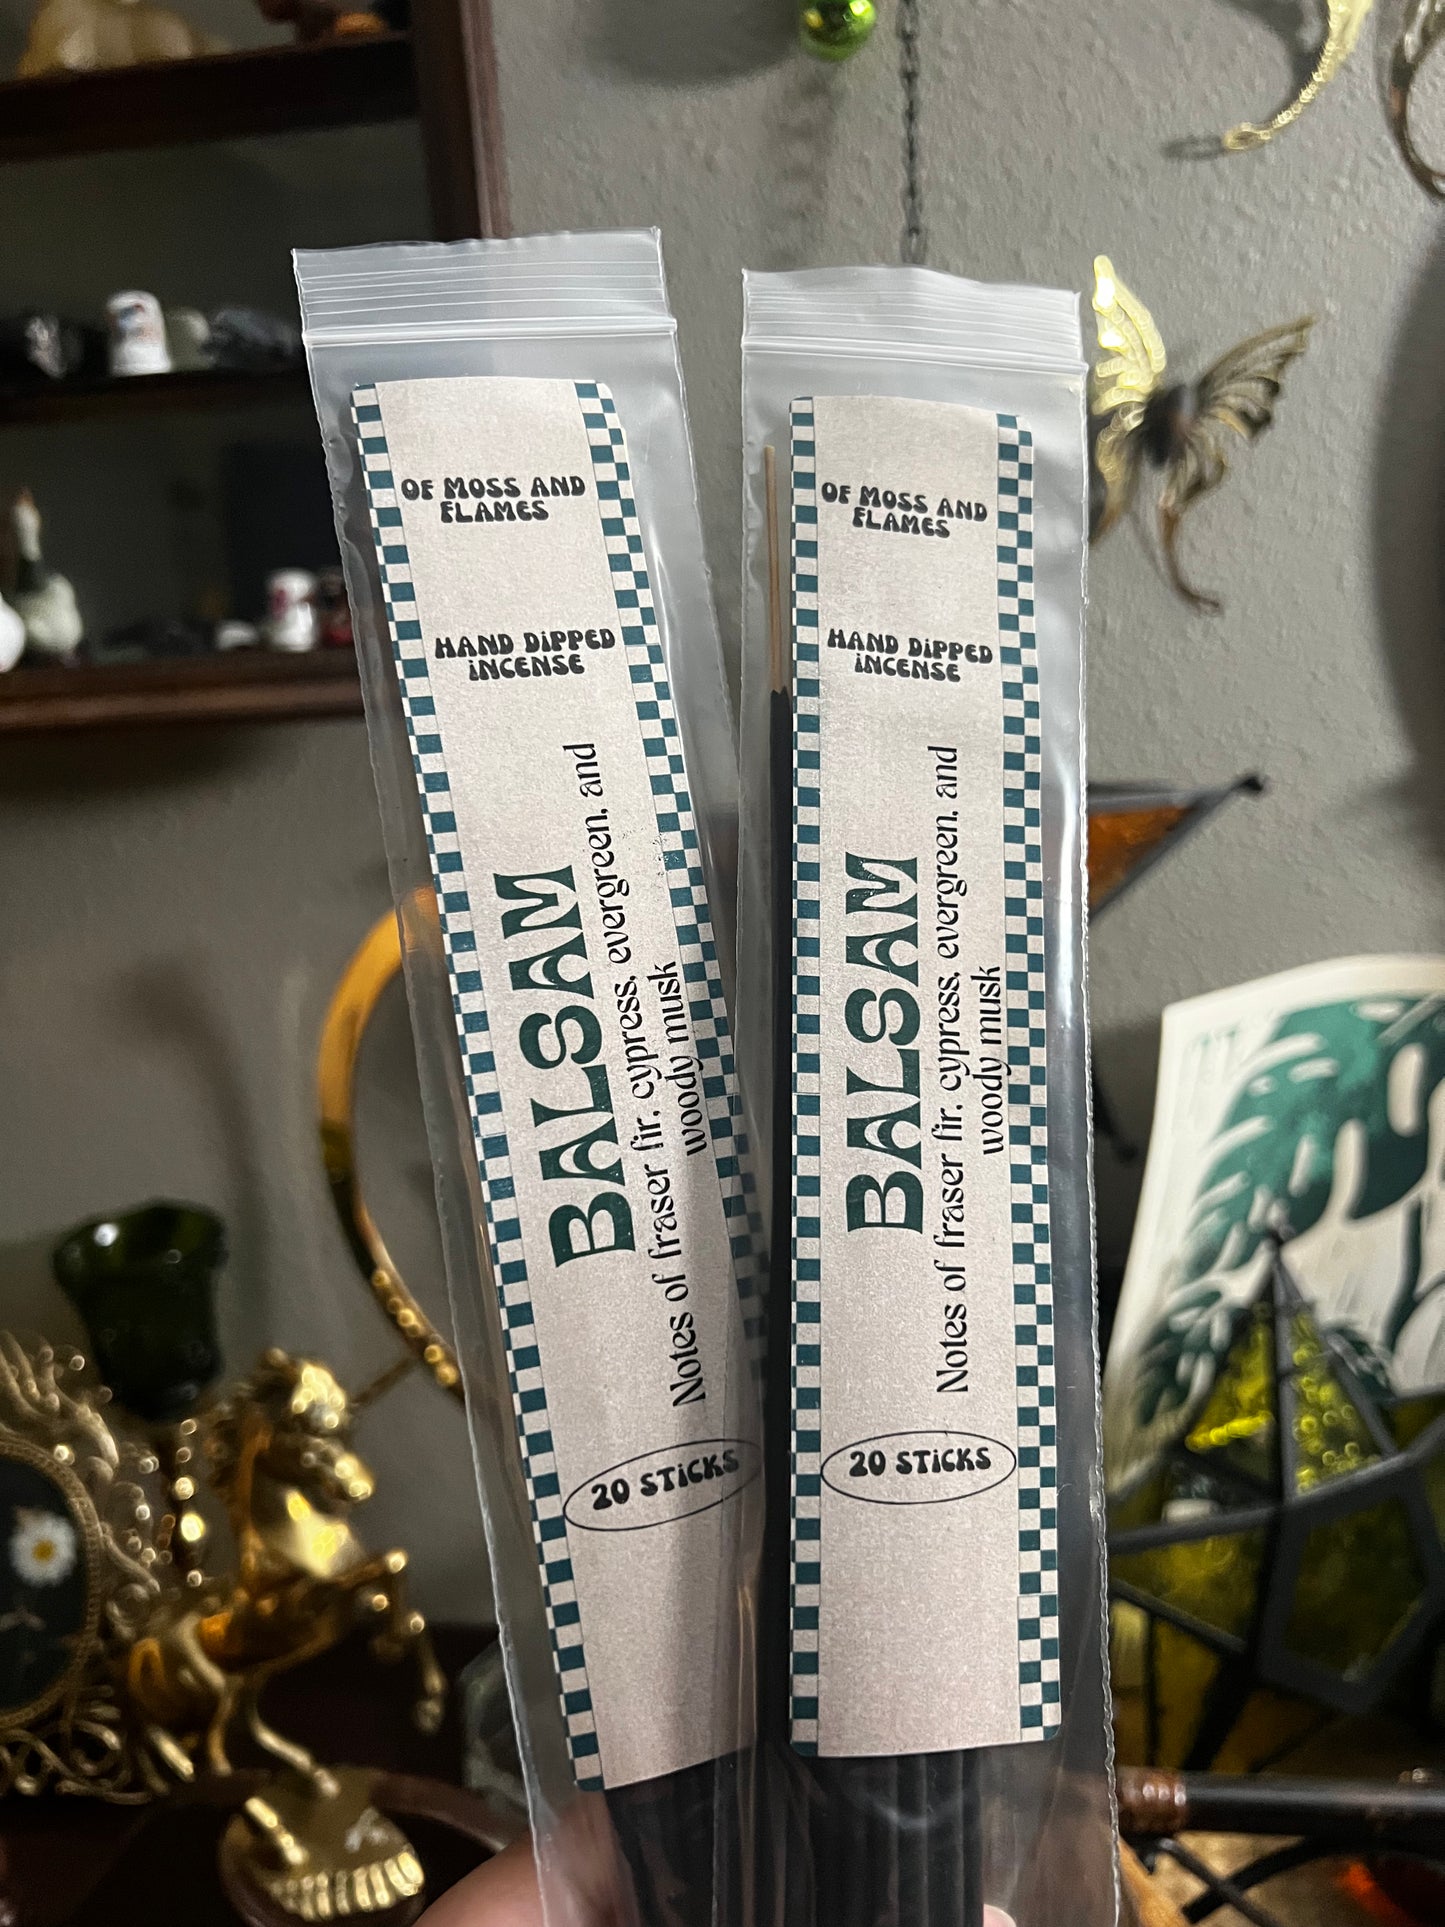 OF MOSS AND
FLAMES
HAND DiPPED
iNCENSE
BALSAM
Notes of fraser fir, cypress, evergreen, and
woody musk
20 STiCKS
OF MOSS AND
FLAMES
HAND DiPPED
iNCENSE
BALSAM
Notes of fraser fir, cypress, evergreen, and
woody musk
20 STiCKS